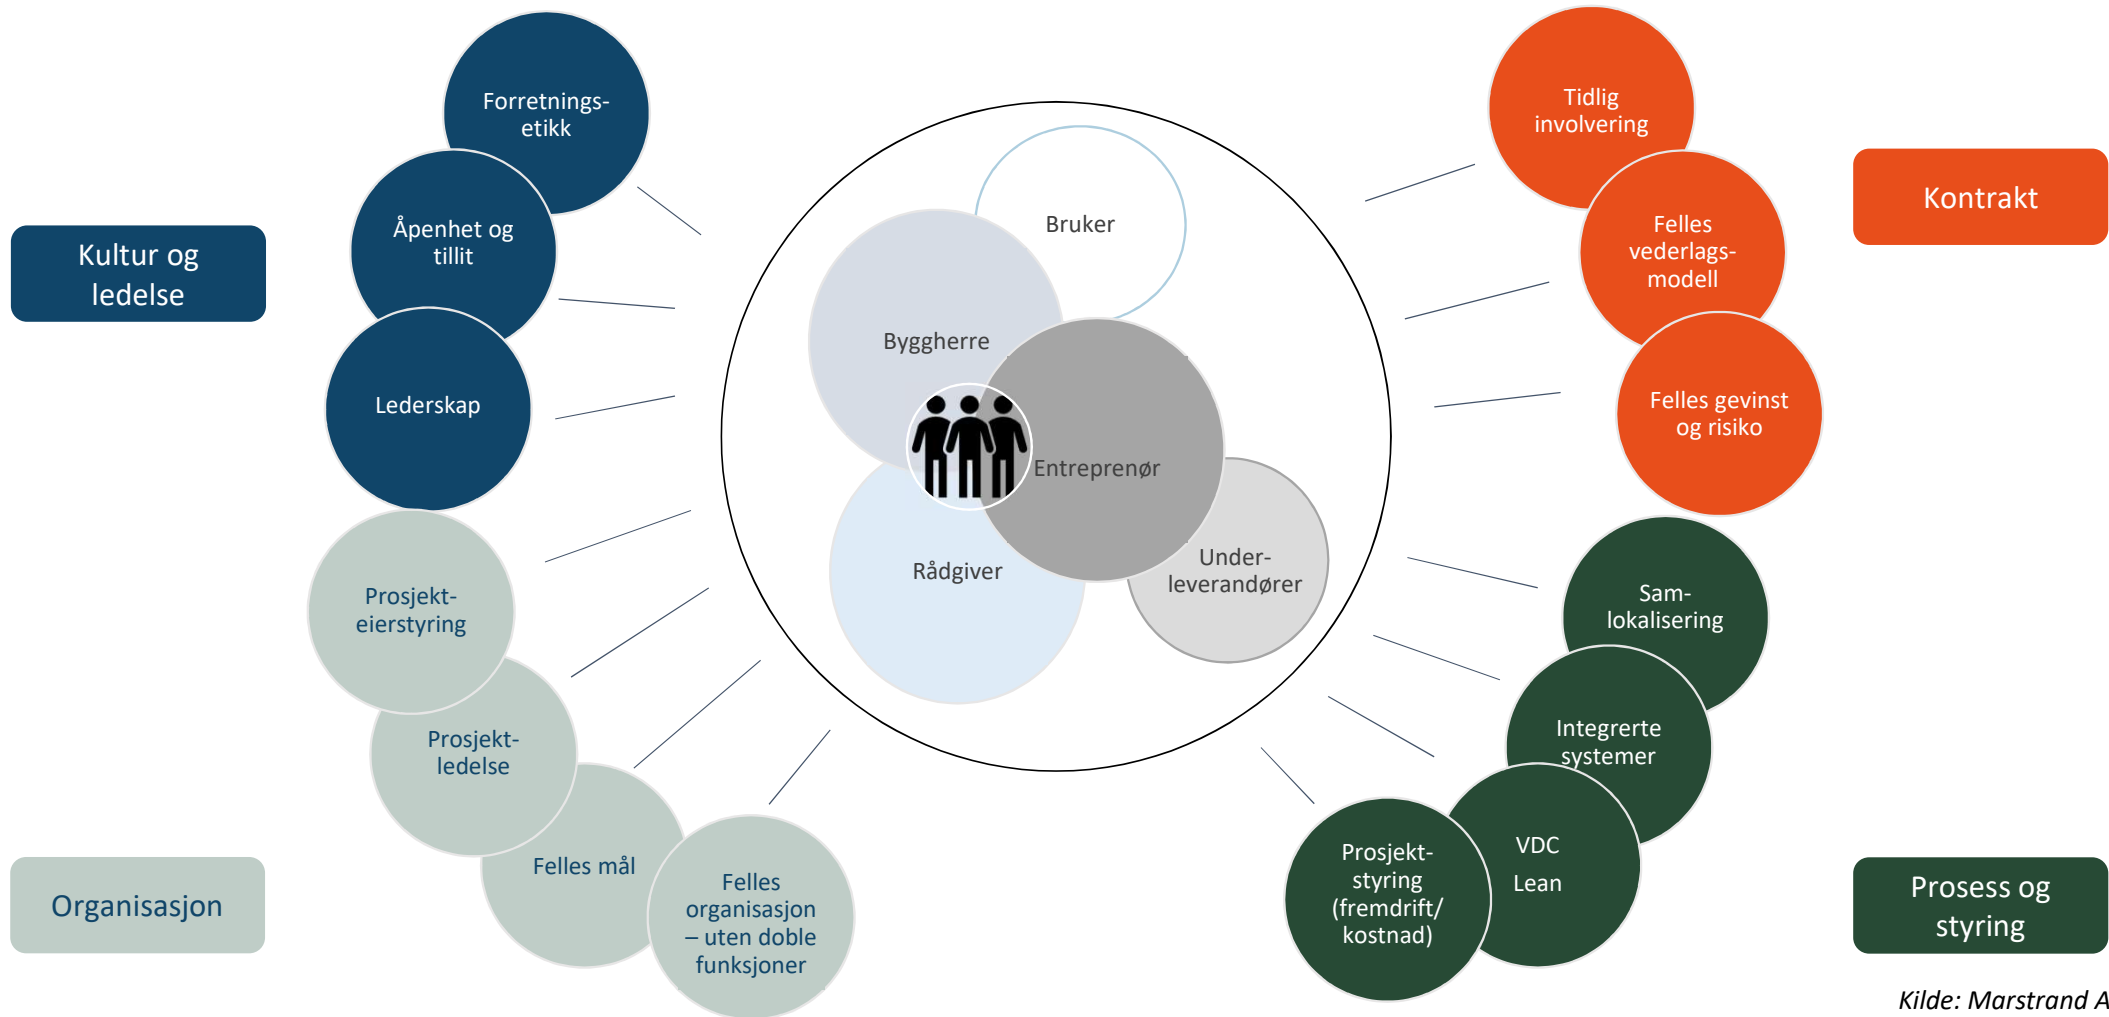 Forretnings-
etikk
Åpenhet og
tillit
Kultur og
ledelse
Lederskap
Prosjekt-
eierstyring
Prosjekt-
ledelse
Felles mål
Felles
organisasjon
– uten doble
funksjoner
Organisasjon
Bruker
Byggherre
Entreprenør
Rådgiver
Under-
leverandører
Tidlig
involvering
Kontrakt
Felles
vederlags-
modell
Felles gevinst
og risiko
Sam-
lokalisering
Integrerte
systemer
VDC
Lean
Prosjekt-
styring
(fremdrift/
kostnad)
Prosess og
styring
Kilde: Marstrand A